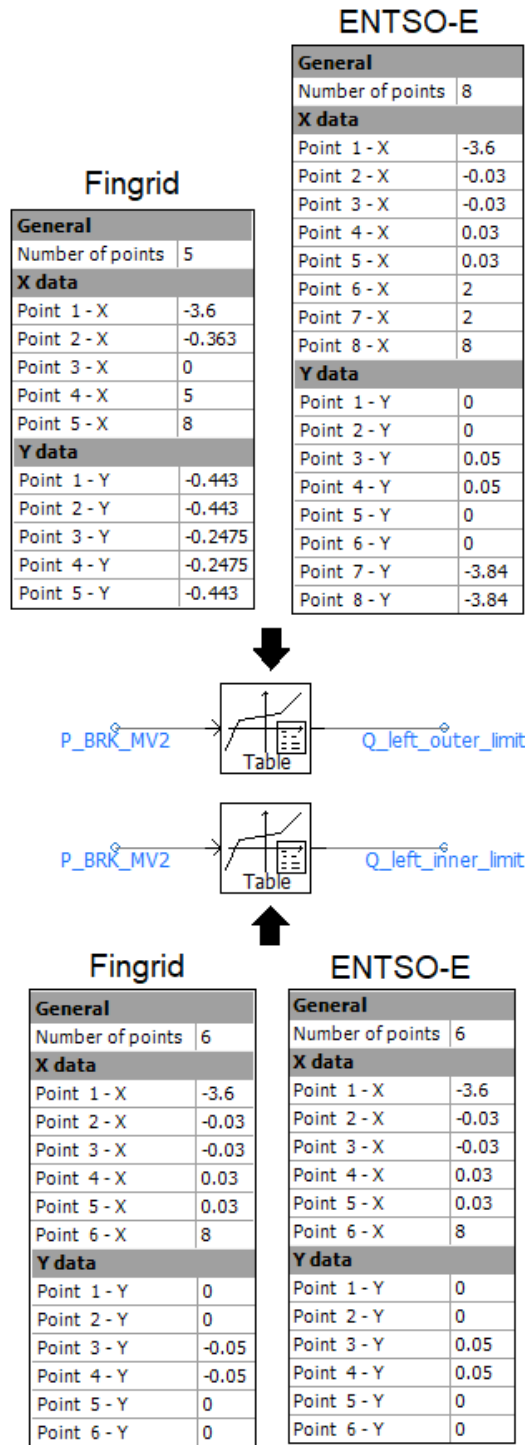 ENTSO-E
General
Number of points 8
X data
Point 1 - X -3.6
Point 2 - X -0.03
Point 3 - X -0.03
Point 4 - X 0.03
Point 5 - X 0.03
Point 6 - X 2
Point 7 - X 2
Point 8 - X 8
Y data
Point 1 - Y 0
Point 2 - Y 0
Point 3 - Y 0.05
Point 4 - Y 0.05
Point 5 - Y 0
Point 6 - Y 0
Point 7 - Y -3.84
Point 8 - Y -3.84
Fingrid
General
Number of points 5
X data
Point 1 - X -3.6
Point 2 - X -0.363
Point 3 - X 0
Point 4 - X 5
Point 5 - X 8
Y data
Point 1 - Y -0.443
Point 2 - Y -0.443
Point 3 - Y -0.2475
Point 4 - Y -0.2475
Point 5 - Y -0.443
P_BRK_MV2
Table
Q_left_outer_limit
P_BRK_MV2
Table
Q_left_inner_limit
Fingrid
General
Number of points 6
X data
Point 1 - X -3.6
Point 2 - X -0.03
Point 3 - X -0.03
Point 4 - X 0.03
Point 5 - X 0.03
Point 6 - X 8
Y data
Point 1 - Y 0
Point 2 - Y 0
Point 3 - Y -0.05
Point 4 - Y -0.05
Point 5 - Y 0
Point 6 - Y 0
ENTSO-E
General
Number of points 6
X data
Point 1 - X -3.6
Point 2 - X -0.03
Point 3 - X -0.03
Point 4 - X 0.03
Point 5 - X 0.03
Point 6 - X 8
Y data
Point 1 - Y 0
Point 2 - Y 0
Point 3 - Y 0.05
Point 4 - Y 0.05
Point 5 - Y 0
Point 6 - Y 0